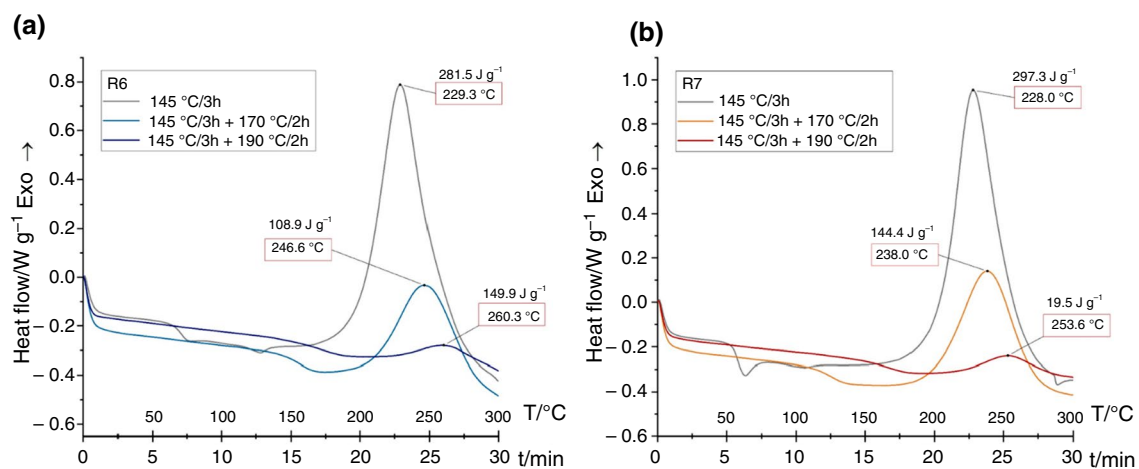 (a)
R6
145 °C/3h
145 °C/3h + 170 °C/2h
145 °C/3h + 190 °C/2h
281.5 J g⁻¹
229.3 °C
108.9 J g⁻¹
246.6 °C
149.9 J g⁻¹
260.3 °C
Heat flow/W g⁻¹ Exo →
0.8
0.6
0.4
0.2
0.0
– 0.2
– 0.4
– 0.6
50 100 150 200 250 300
T/°C
0 5 10 15 20 25 30
t/min
(b)
R7
145 °C/3h
145 °C/3h + 170 °C/2h
145 °C/3h + 190 °C/2h
297.3 J g⁻¹
228.0 °C
144.4 J g⁻¹
238.0 °C
19.5 J g⁻¹
253.6 °C
Heat flow/W g⁻¹ Exo →
1.0
0.8
0.6
0.4
0.2
0.0
– 0.2
– 0.4
– 0.6
50 100 150 200 250 300
T/°C
0 5 10 15 20 25 30
t/min